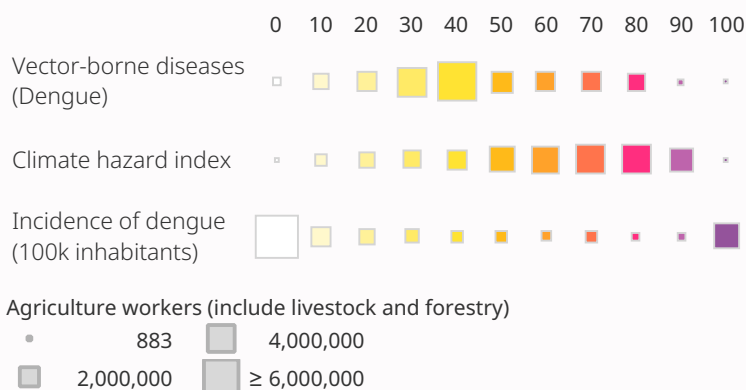 0 10 20 30 40 50 60 70 80 90 100
Vector-borne diseases
(Dengue)
Climate hazard index
Incidence of dengue
(100k inhabitants)
Agriculture workers (include livestock and forestry)
883 4,000,000
2,000,000 ≥ 6,000,000